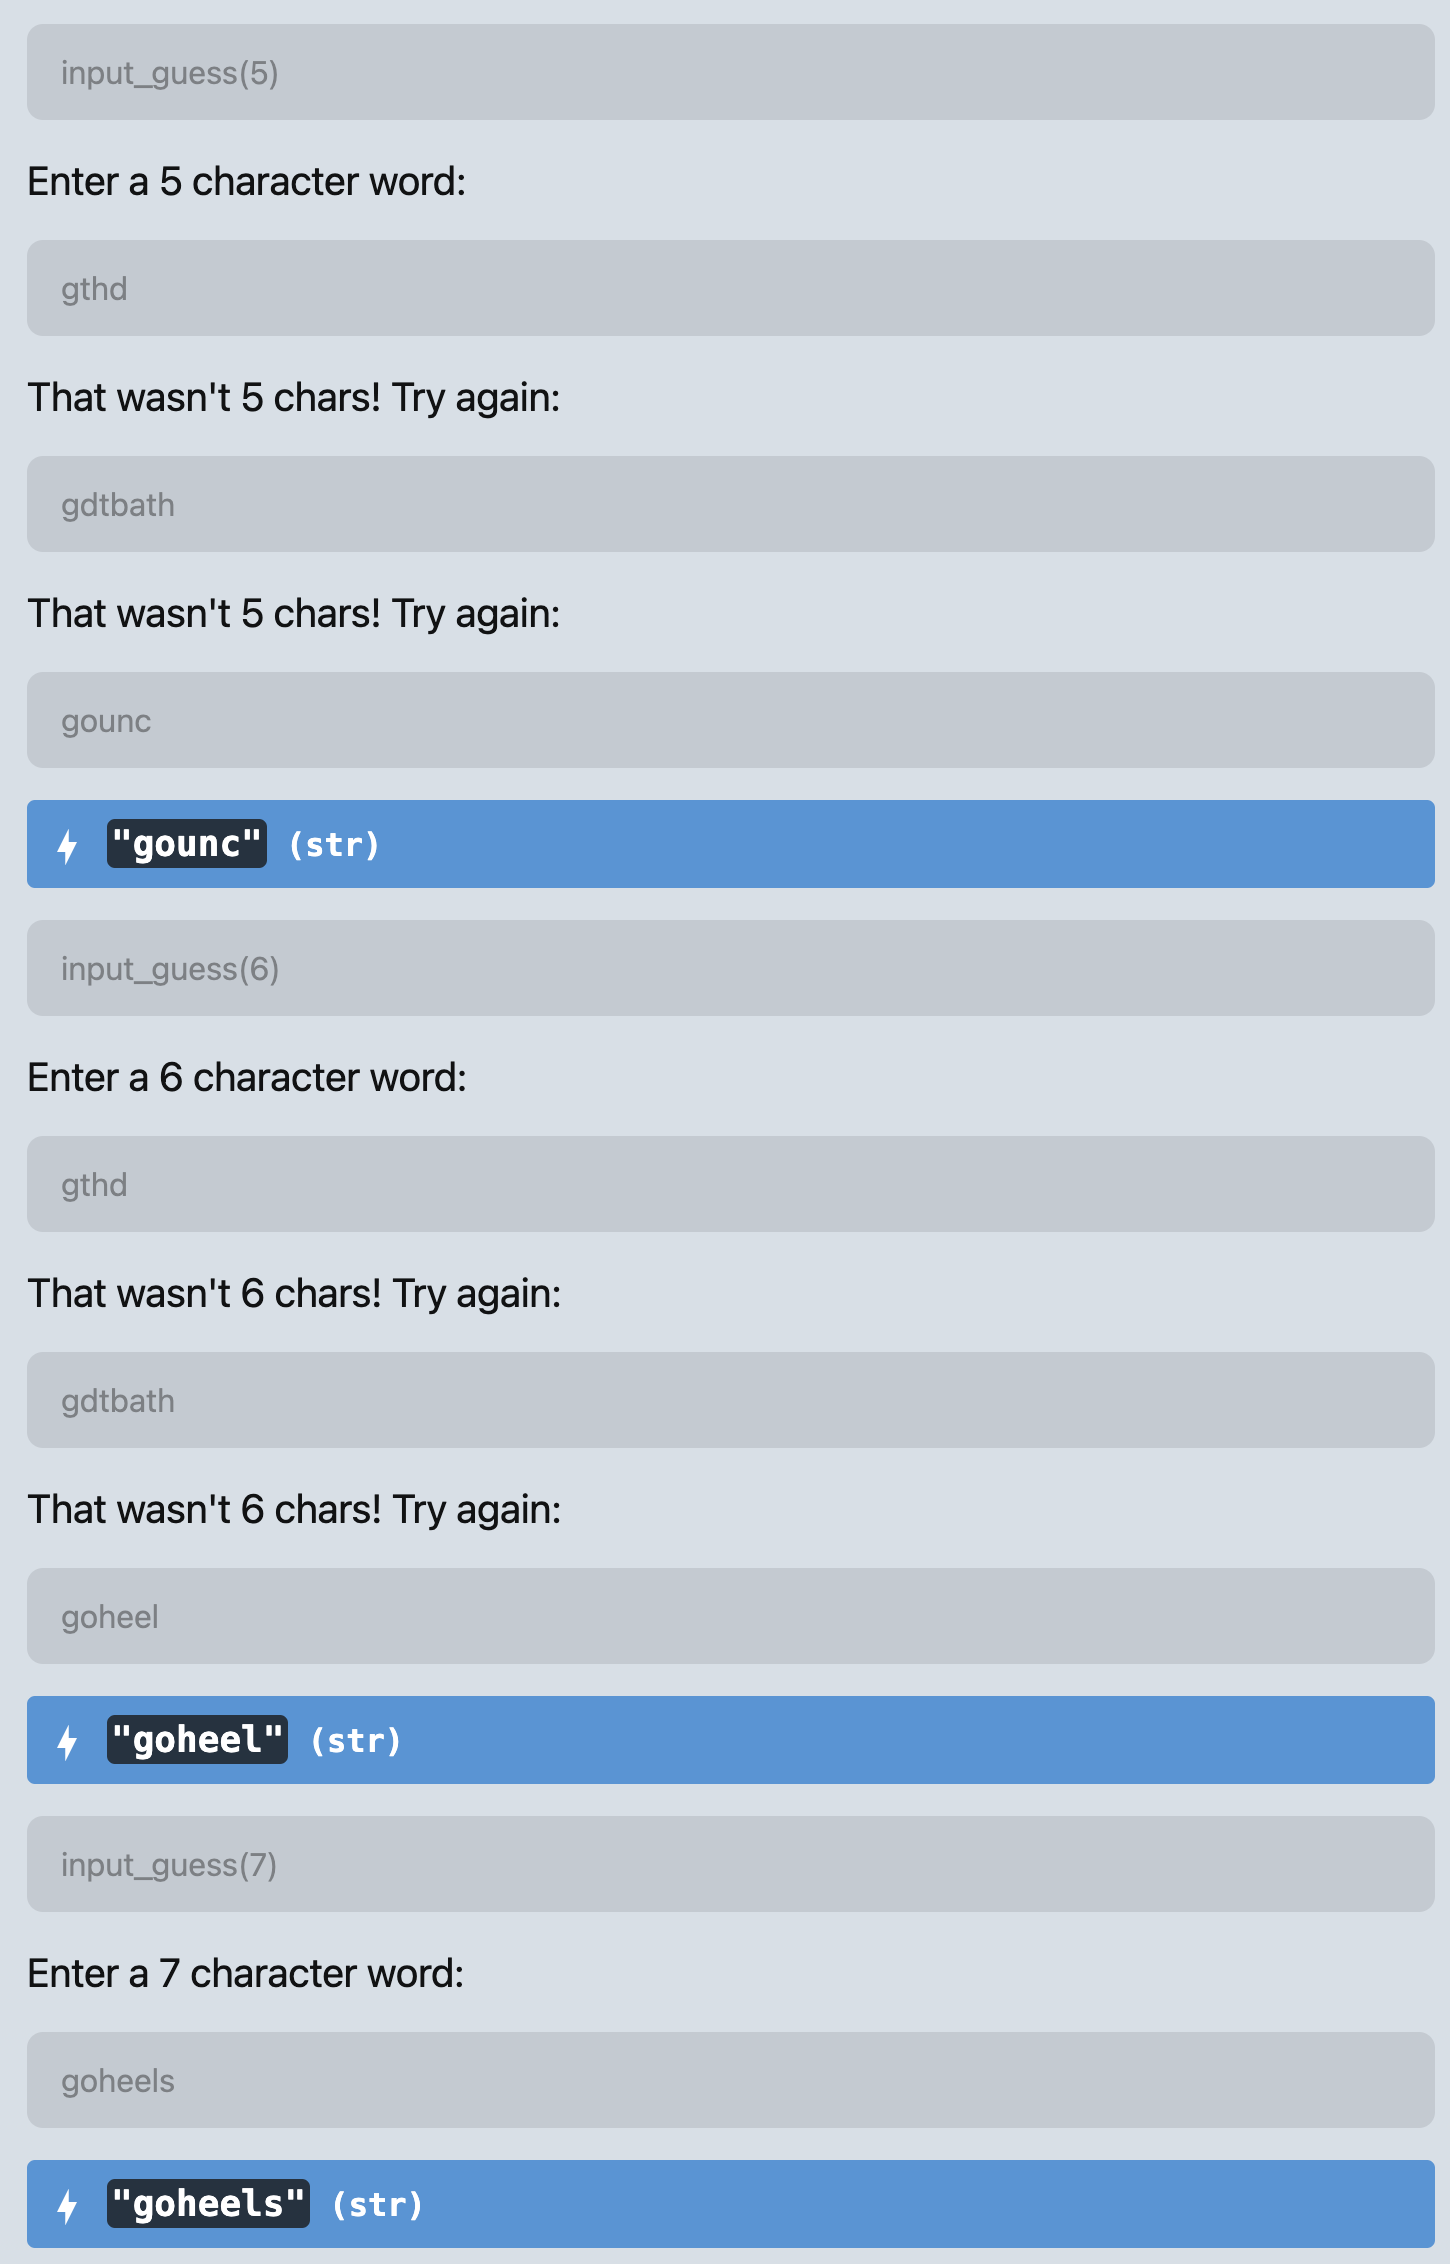 input_guess(5)
Enter a 5 character word:
gthd
That wasn't 5 chars! Try again:
gdtbath
That wasn't 5 chars! Try again:
gounc
"gounc" (str)
input_guess(6)
Enter a 6 character word:
gthd
That wasn't 6 chars! Try again:
gdtbath
That wasn't 6 chars! Try again:
goheel
"goheel" (str)
input_guess(7)
Enter a 7 character word:
goheels
"goheels" (str)